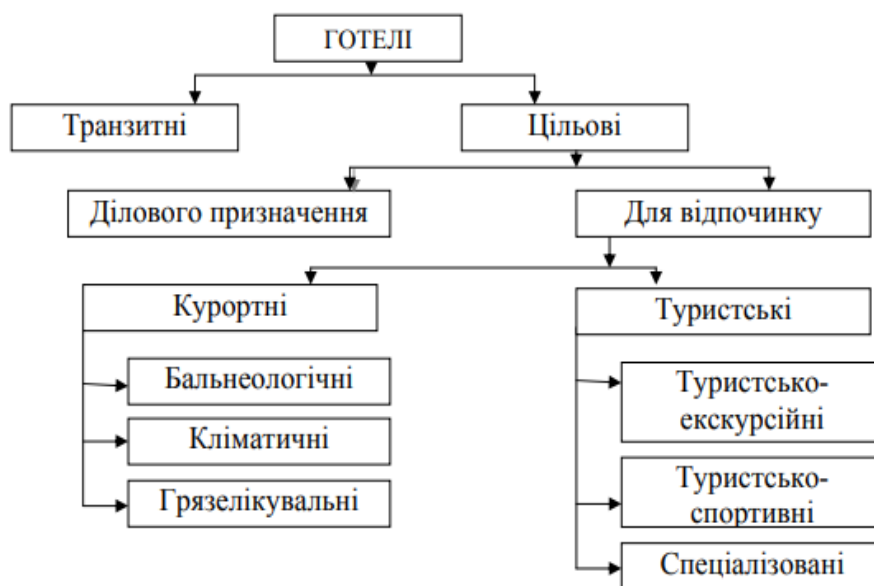 ГОТЕЛІ
Транзитні
Цільові
Ділового призначення
Для відпочинку
Курортні
Туристські
Бальнеологічні
Кліматичні
Грязелікувальні
Туристсько-
екскурсійні
Туристсько-
спортивні
Спеціалізовані